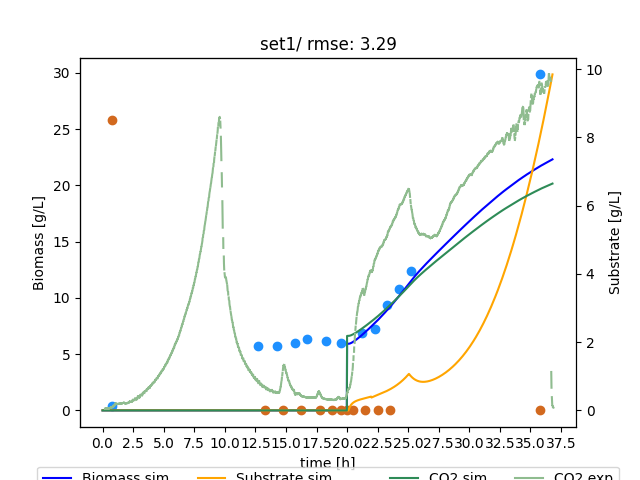 set1/ rmse: 3.29
30
25
20
15
10
5
0
Biomass [g/L]
10
8
6
4
2
0
Substrate [g/L]
0.0 2.5 5.0 7.5 10.0 12.5 15.0 17.5 20.0 22.5 25.0 27.5 30.0 32.5 35.0 37.5
time [h]
Biomass sim Substrate sim CO2 sim CO2 exp